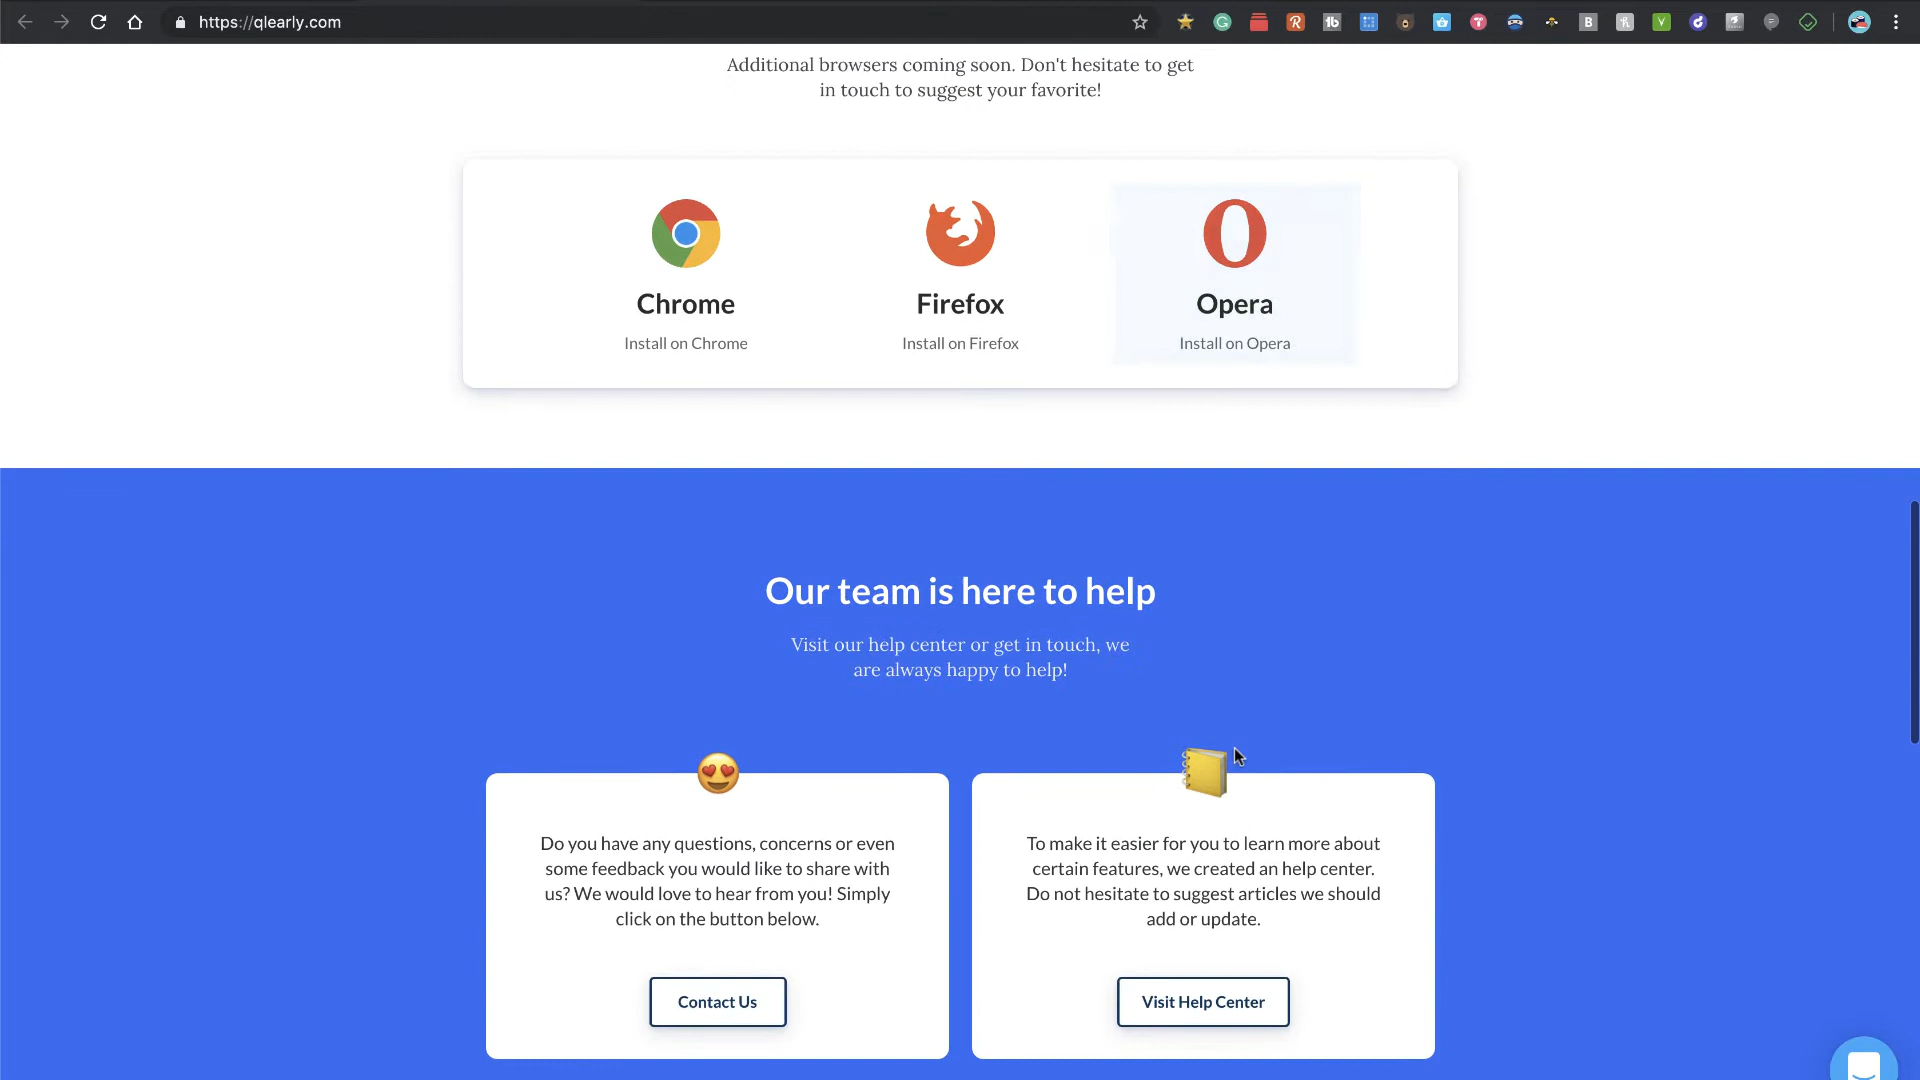 https://qlearly.com
Additional browsers coming soon. Don't hesitate to get
in touch to suggest your favorite!
Chrome
Firefox
Opera
Install on Chrome
Install on Firefox
Install on Opera
Our team is here to help
Visit our help center or get in touch, we
are always happy to help!
Do you have any questions, concerns or even
some feedback you would like to share with
us? We would love to hear from you! Simply
click on the button below.
Contact Us
To make it easier for you to learn more about
certain features, we created an help center.
Do not hesitate to suggest articles we should
add or update.
Visit Help Center